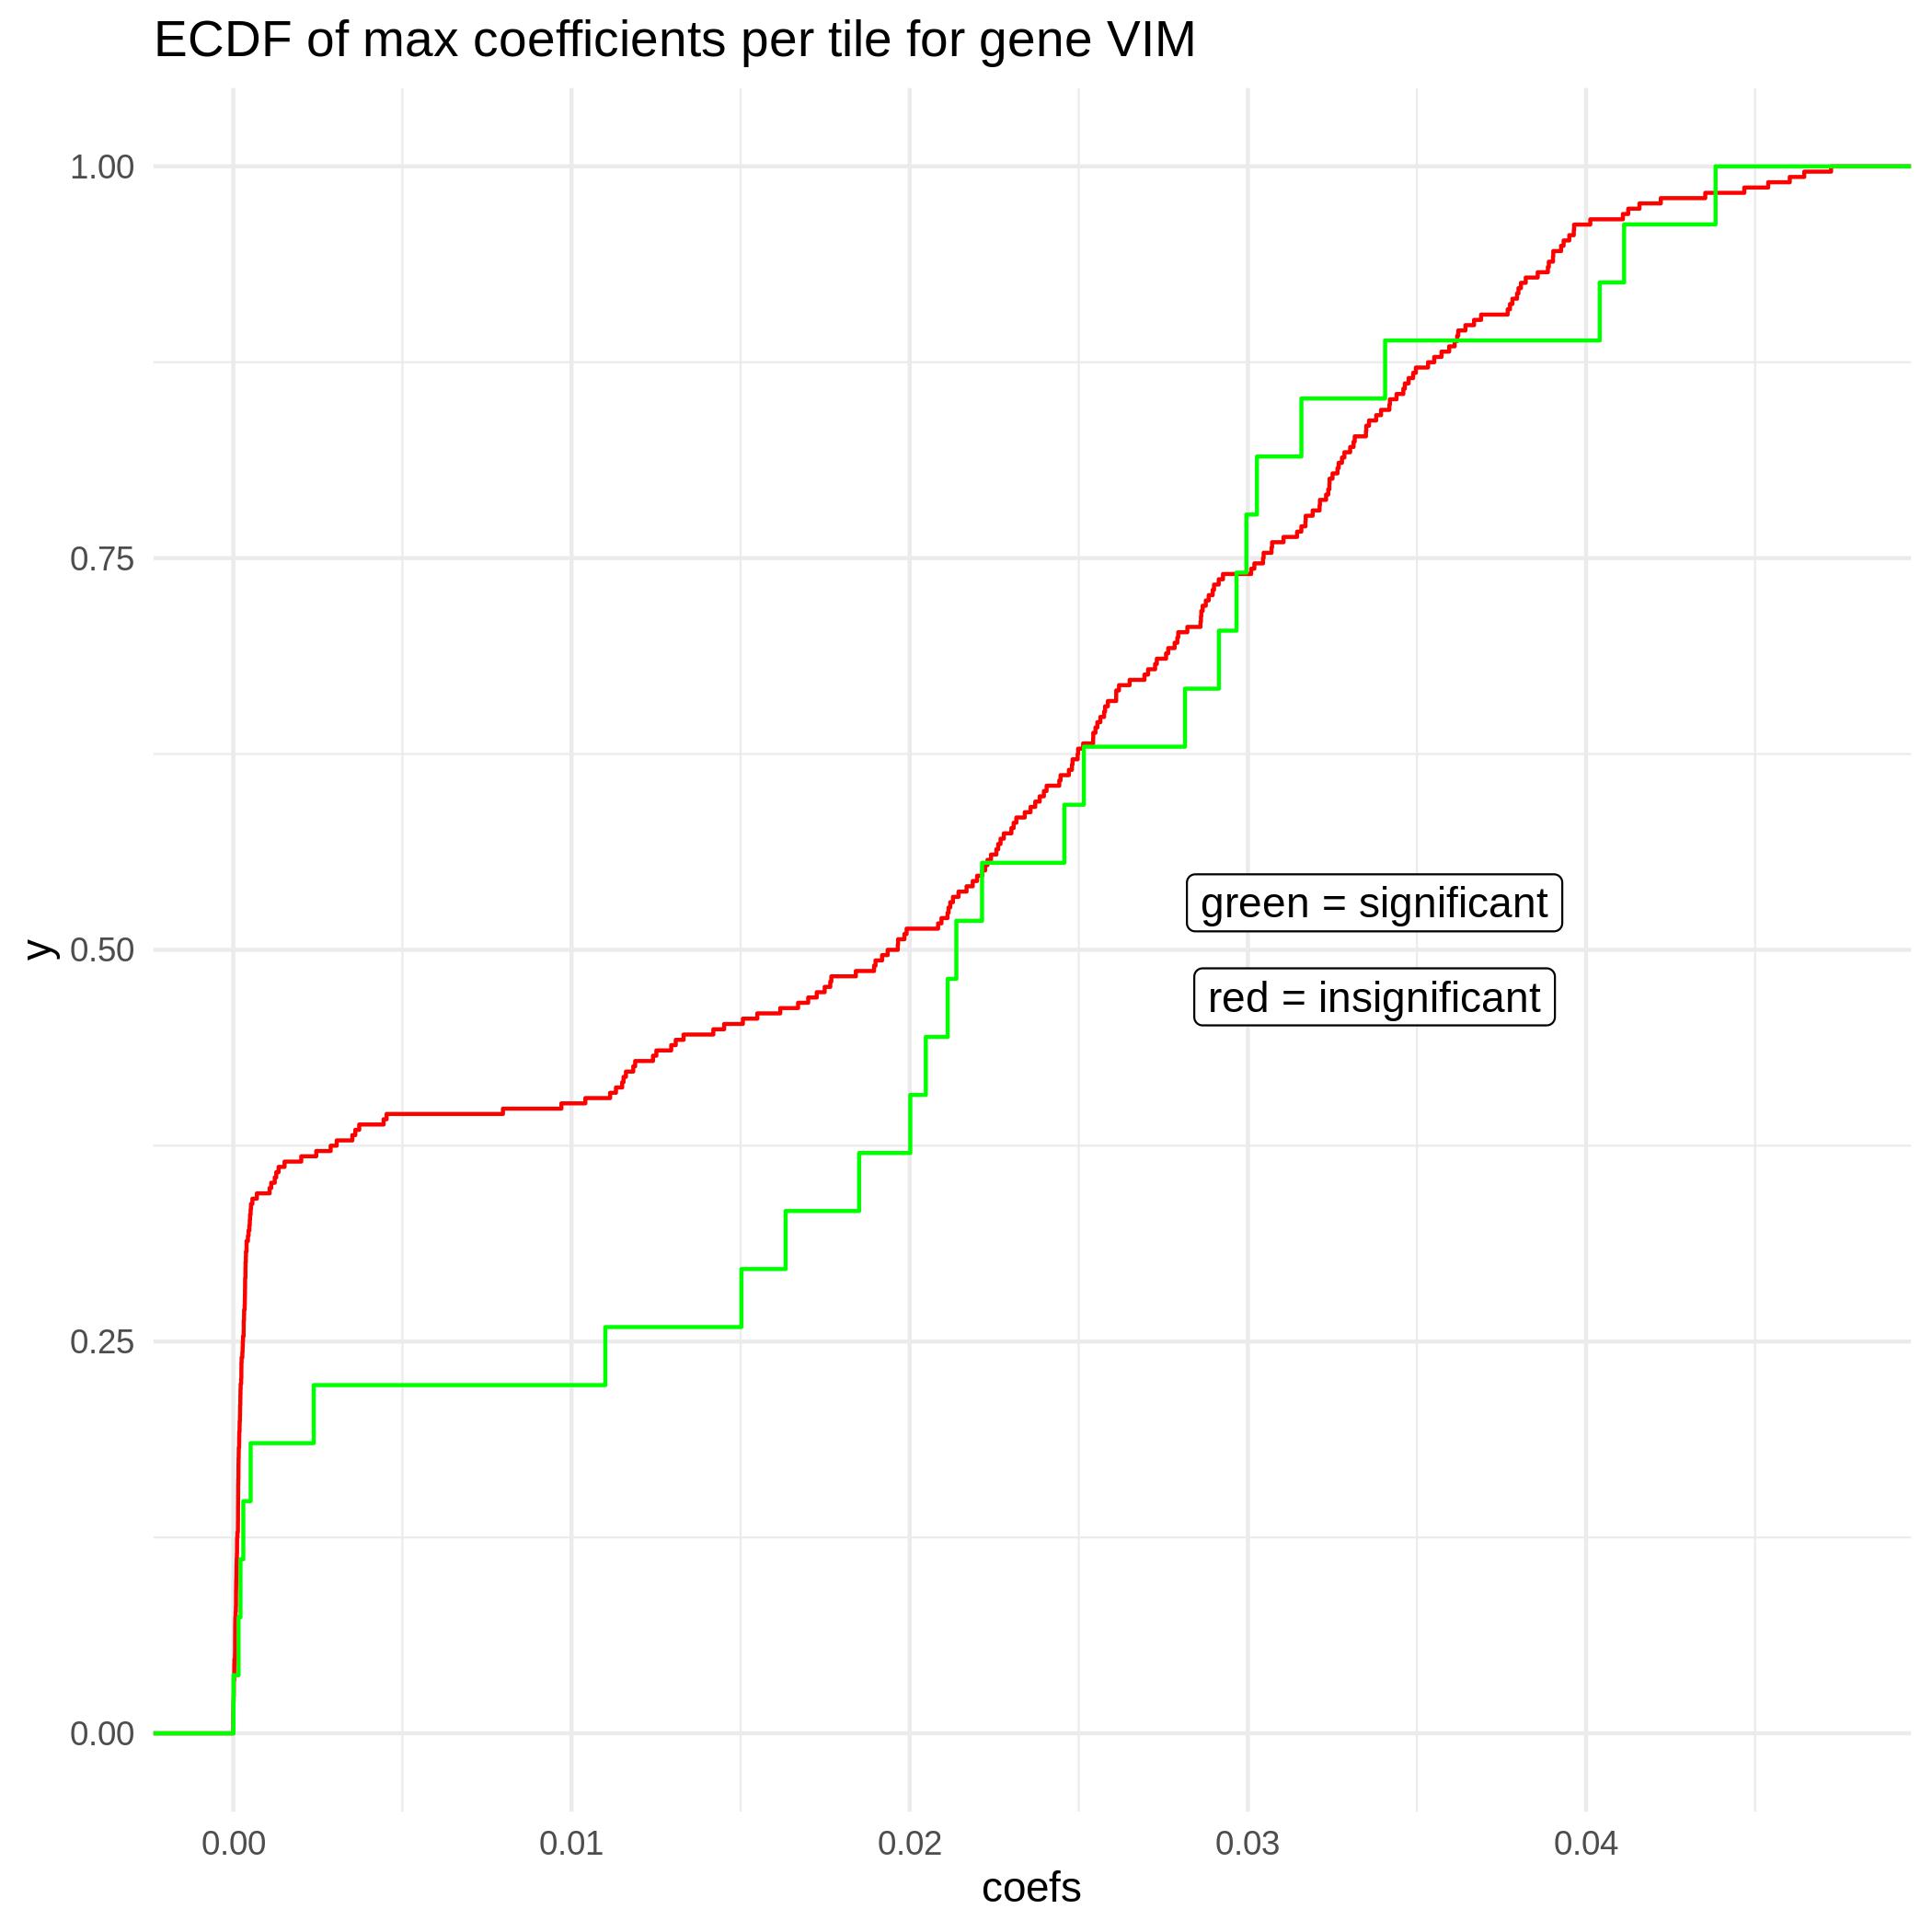 ECDF of max coefficients per tile for gene VIM
1.00
0.75
0.50
0.25
0.00
y
green = significant
red = insignificant
0.00 0.01 0.02 0.03 0.04
coefs